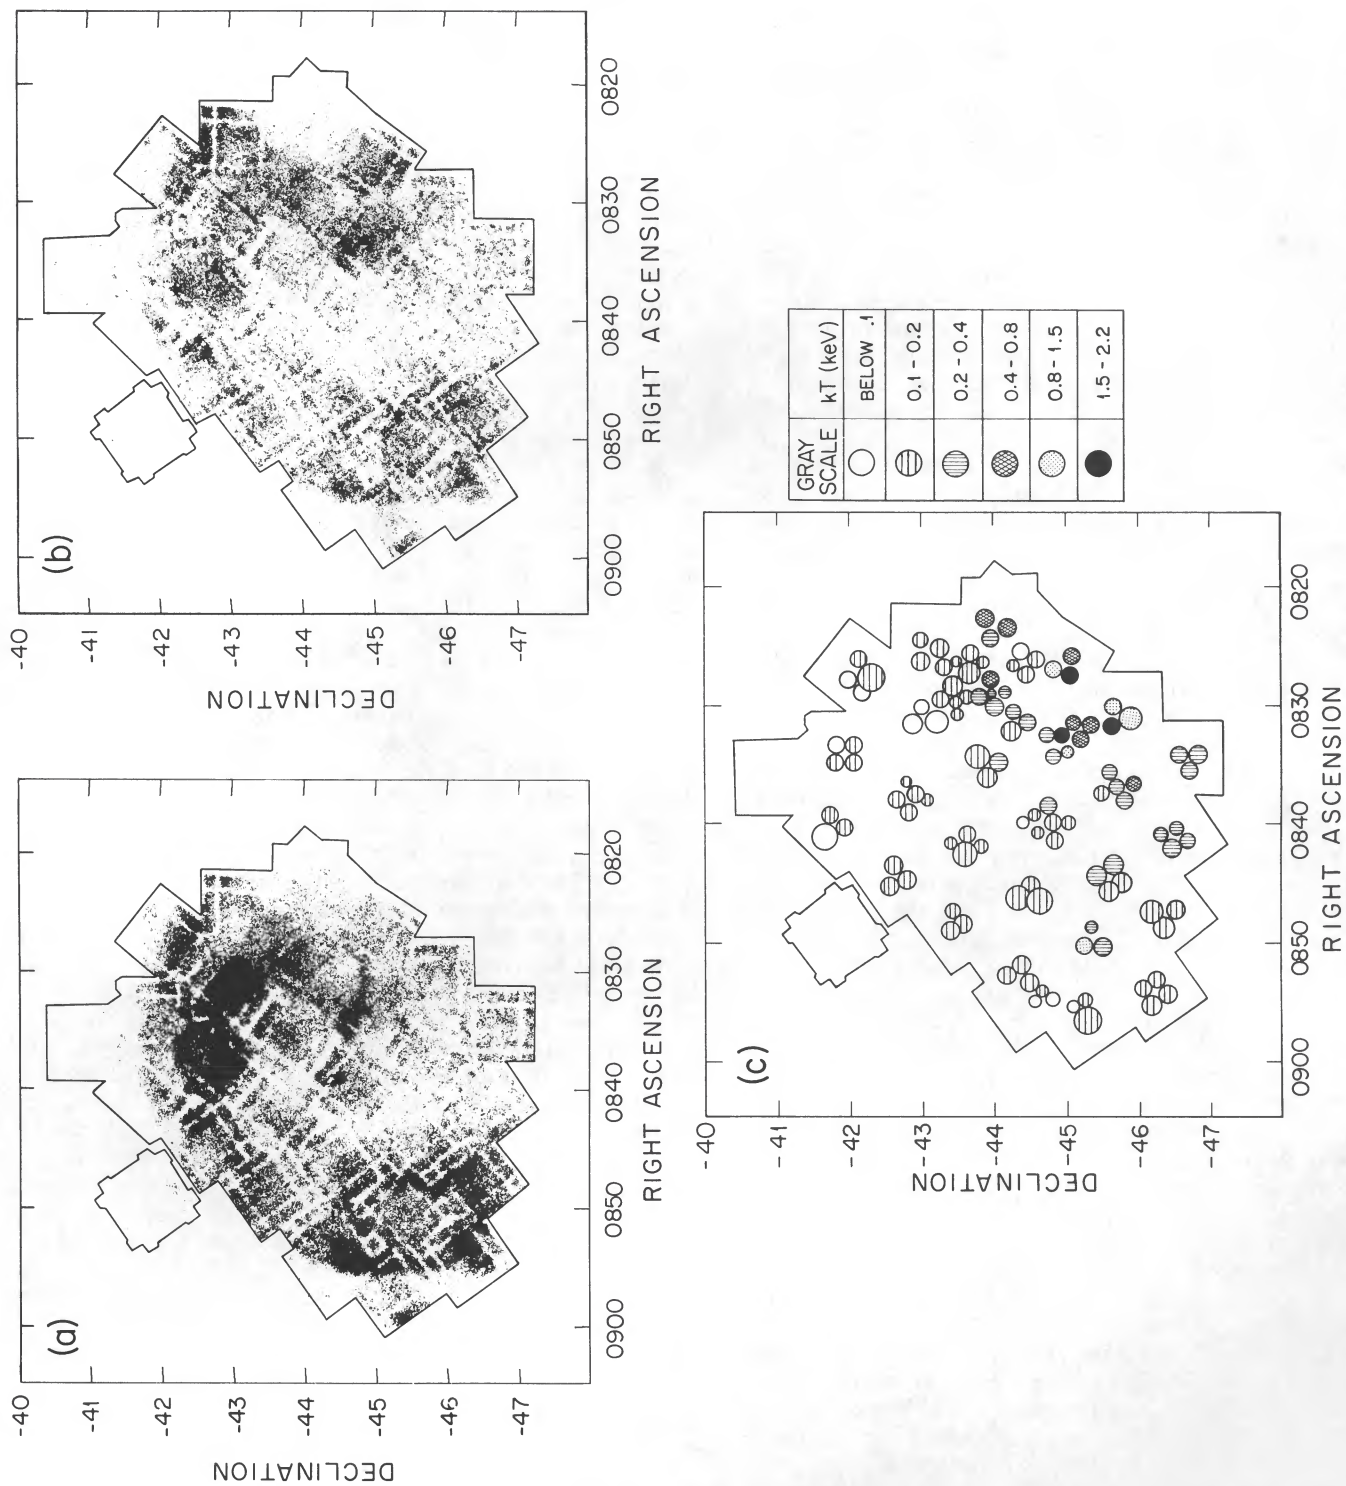 (a)
-40
-41
-42
-43
-44
-45
-46
-47
DECLINATION
0900
0850
0840
0830
0820
RIGHT ASCENSION
(b)
-40
-41
-42
-43
-44
-45
-46
-47
DECLINATION
0900
0850
0840
0830
0820
RIGHT ASCENSION
(c)
-40
-41
-42
-43
-44
-45
-46
-47
DECLINATION
0900
0850
0840
0830
0820
RIGHT ASCENSION
GRAY SCALE kT (keV)
BELOW .1
0.1 - 0.2
0.2 - 0.4
0.4 - 0.8
0.8 - 1.5
1.5 - 2.2